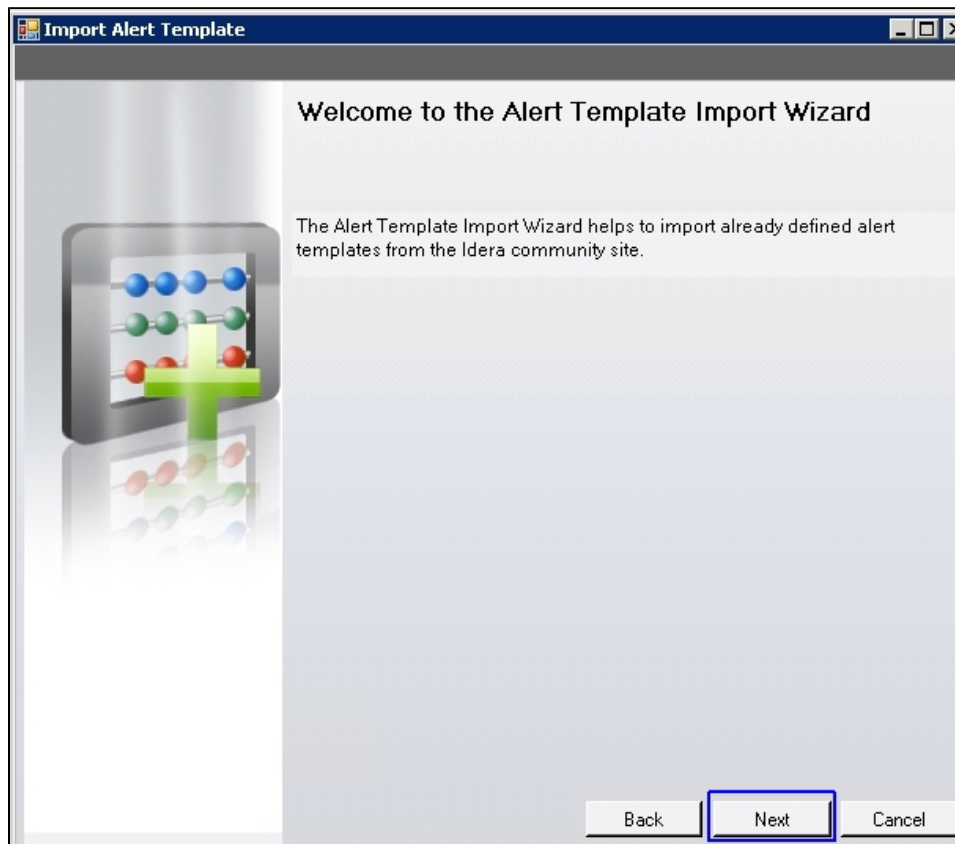 Import Alert Template
Welcome to the Alert Template Import Wizard
The Alert Template Import Wizard helps to import already defined alert
templates from the Idera community site.
Back
Next
Cancel